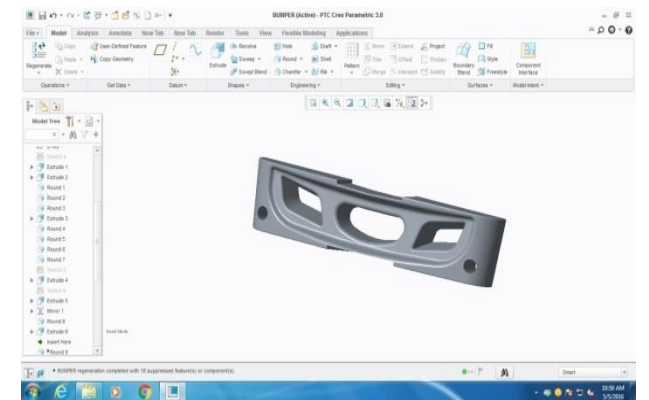 BUMPER (Active) - PTC Creo Parametric 3.0
File Model Analysis Annotate New Tab New Tab Render Tools View Flexible Modeling Applications
Regenerate Copy Paste Delete User-Defined Feature Copy Geometry Extrude Revolve Sweep Swept Blend Hole Round Chamfer Draft Shell Rib Pattern Mirror Extend Project Trim Offset Thicken Merge Intersect Solidify Boundary Blend Fill Style Freestyle Component Interface
Operations Get Data Datum Shapes Engineering Editing Surfaces Model Intent
Model Tree
Extrude 1
Extrude 2
Round 1
Round 2
Round 3
Extrude 3
Round 4
Round 5
Round 6
Round 7
Extrude 4
Extrude 5
Mirror 1
Round 8
Extrude 6
Insert Here
Round 9
Insert Mode
BUMPER regeneration completed with 10 suppressed feature(s) or component(s).
Smart
10:50 AM
5/5/2016